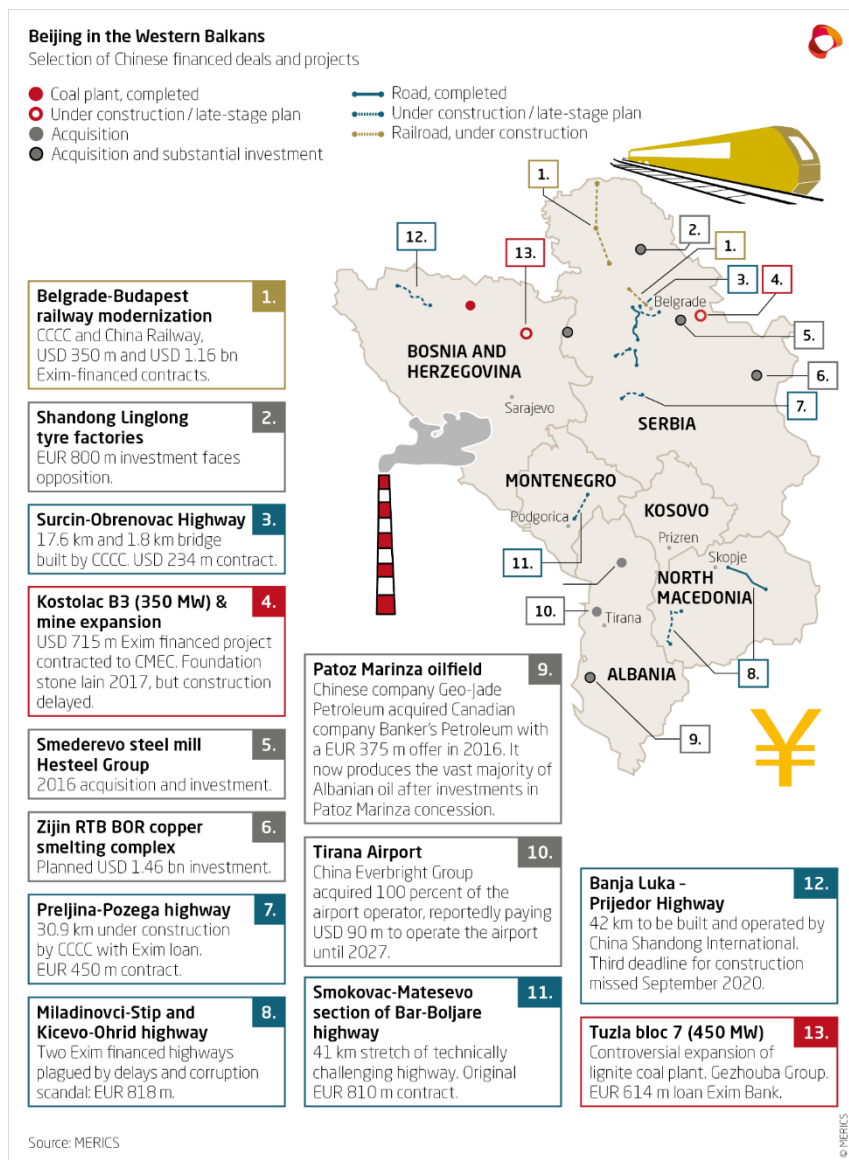 Beijing in the Western Balkans
Selection of Chinese financed deals and projects
Coal plant, completed
Under construction / late-stage plan
Acquisition
Acquisition and substantial investment
Road, completed
Under construction / late-stage plan
Railroad, under construction
1.
2.
1.
12.
13.
3.
4.
Belgrade
5.
BOSNIA AND
HERZEGOVINA
6.
Sarajevo
7.
SERBIA
MONTENEGRO
KOSOVO
Podgorica
Prizren
Skopje
11.
NORTH
MACEDONIA
10.
Tirana
8.
ALBANIA
9.
¥
Belgrade-Budapest
railway modernization
1.
CCCC and China Railway,
USD 350 m and USD 1.16 bn
Exim-financed contracts.
Shandong Linglong
tyre factories
2.
EUR 800 m investment faces
opposition.
Surcin-Obrenovac Highway
3.
17.6 km and 1.8 km bridge
built by CCCC. USD 234 m contract.
Kostolac B3 (350 MW) &
mine expansion
4.
USD 715 m Exim financed project
contracted to CMEC. Foundation
stone lain 2017, but construction
delayed.
Smederevo steel mill
Hesteel Group
5.
2016 acquisition and investment.
Zijin RTB BOR copper
smelting complex
6.
Planned USD 1.46 bn investment.
Preljina-Pozega highway
7.
30.9 km under construction
by CCCC with Exim loan.
EUR 450 m contract.
Miladinovci-Stip and
Kicevo-Ohrid highway
8.
Two Exim financed highways
plagued by delays and corruption
scandal: EUR 818 m.
Patoz Marinza oilfield
9.
Chinese company Geo-Jade
Petroleum acquired Canadian
company Banker's Petroleum with
a EUR 375 m offer in 2016. It
now produces the vast majority of
Albanian oil after investments in
Patoz Marinza concession.
Tirana Airport
10.
China Everbright Group
acquired 100 percent of the
airport operator, reportedly paying
USD 90 m to operate the airport
until 2027.
Smokovac-Matesevo
section of Bar-Boljare
highway
11.
41 km stretch of technically
challenging highway. Original
EUR 810 m contract.
Banja Luka –
Prijedor Highway
12.
42 km to be built and operated by
China Shandong International.
Third deadline for construction
missed September 2020.
Tuzla bloc 7 (450 MW)
13.
Controversial expansion of
lignite coal plant. Gezhouba Group.
EUR 614 m loan Exim Bank.
Source: MERICS
© MERICS